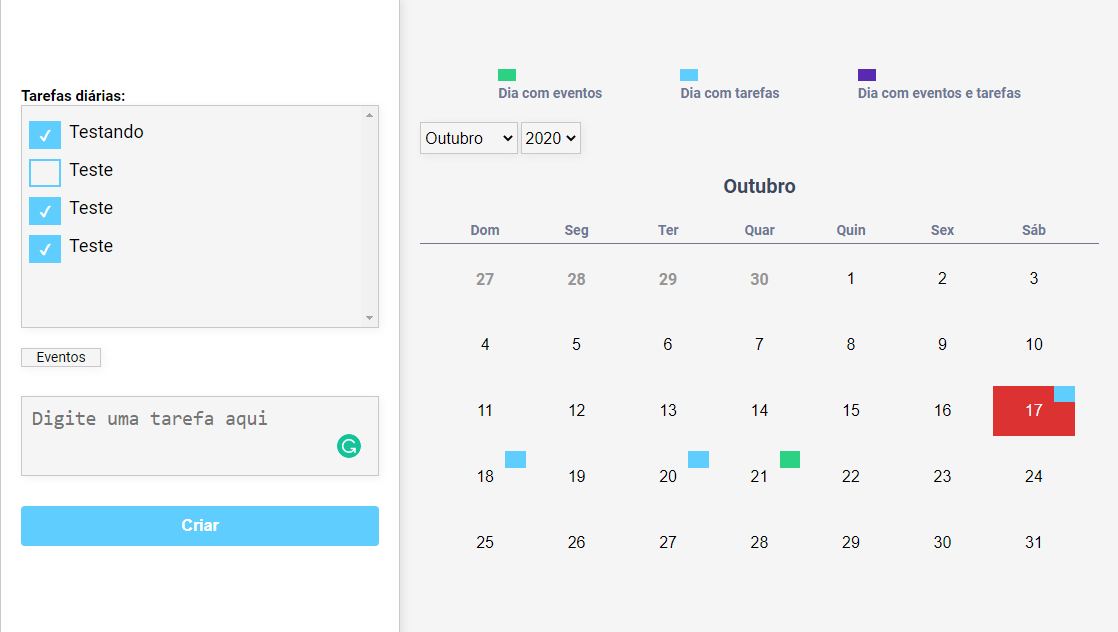 Tarefas diárias:
Testando
Teste
Teste
Teste
Eventos
Digite uma tarefa aqui
Criar
Dia com eventos
Dia com tarefas
Dia com eventos e tarefas
Outubro 2020
Outubro
Dom Seg Ter Quar Quin Sex Sáb
27 28 29 30 1 2 3
4 5 6 7 8 9 10
11 12 13 14 15 16 17
18 19 20 21 22 23 24
25 26 27 28 29 30 31